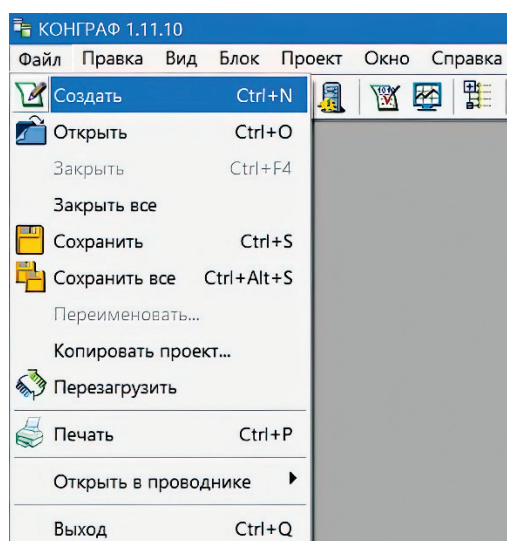 КОНГРАФ 1.11.10
Файл Правка Вид Блок Проект Окно Справка
Создать Ctrl+N
Открыть Ctrl+O
Закрыть Ctrl+F4
Закрыть все
Сохранить Ctrl+S
Сохранить все Ctrl+Alt+S
Переименовать...
Копировать проект...
Перезагрузить
Печать Ctrl+P
Открыть в проводнике
Выход Ctrl+Q